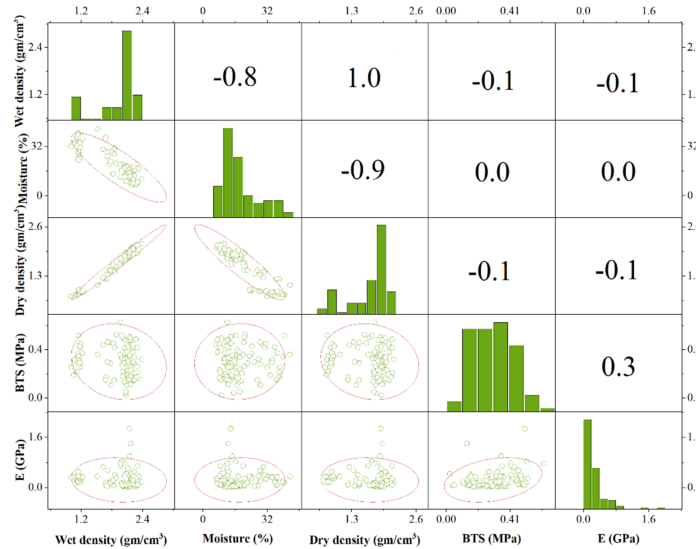 0 32 0.00 0.41
1.2 2.4 1.3 2.6 0.00 1.6
Wet density (gm/cm³)
2.4
1.2
-0.8 1.0 -0.1 -0.1
Moisture (%)
32
0
-0.9 0.0 0.0
Dry density (gm/cm³)
2.6
1.3
-0.1 -0.1
BTS (MPa)
0.4
0.0
0.3
E (GPa)
1.6
0.0
1.2 2.4 0 32 1.3 2.6 0.00 0.41 0.0 1.6
Wet density (gm/cm³) Moisture (%) Dry density (gm/cm³) BTS (MPa) E (GPa)